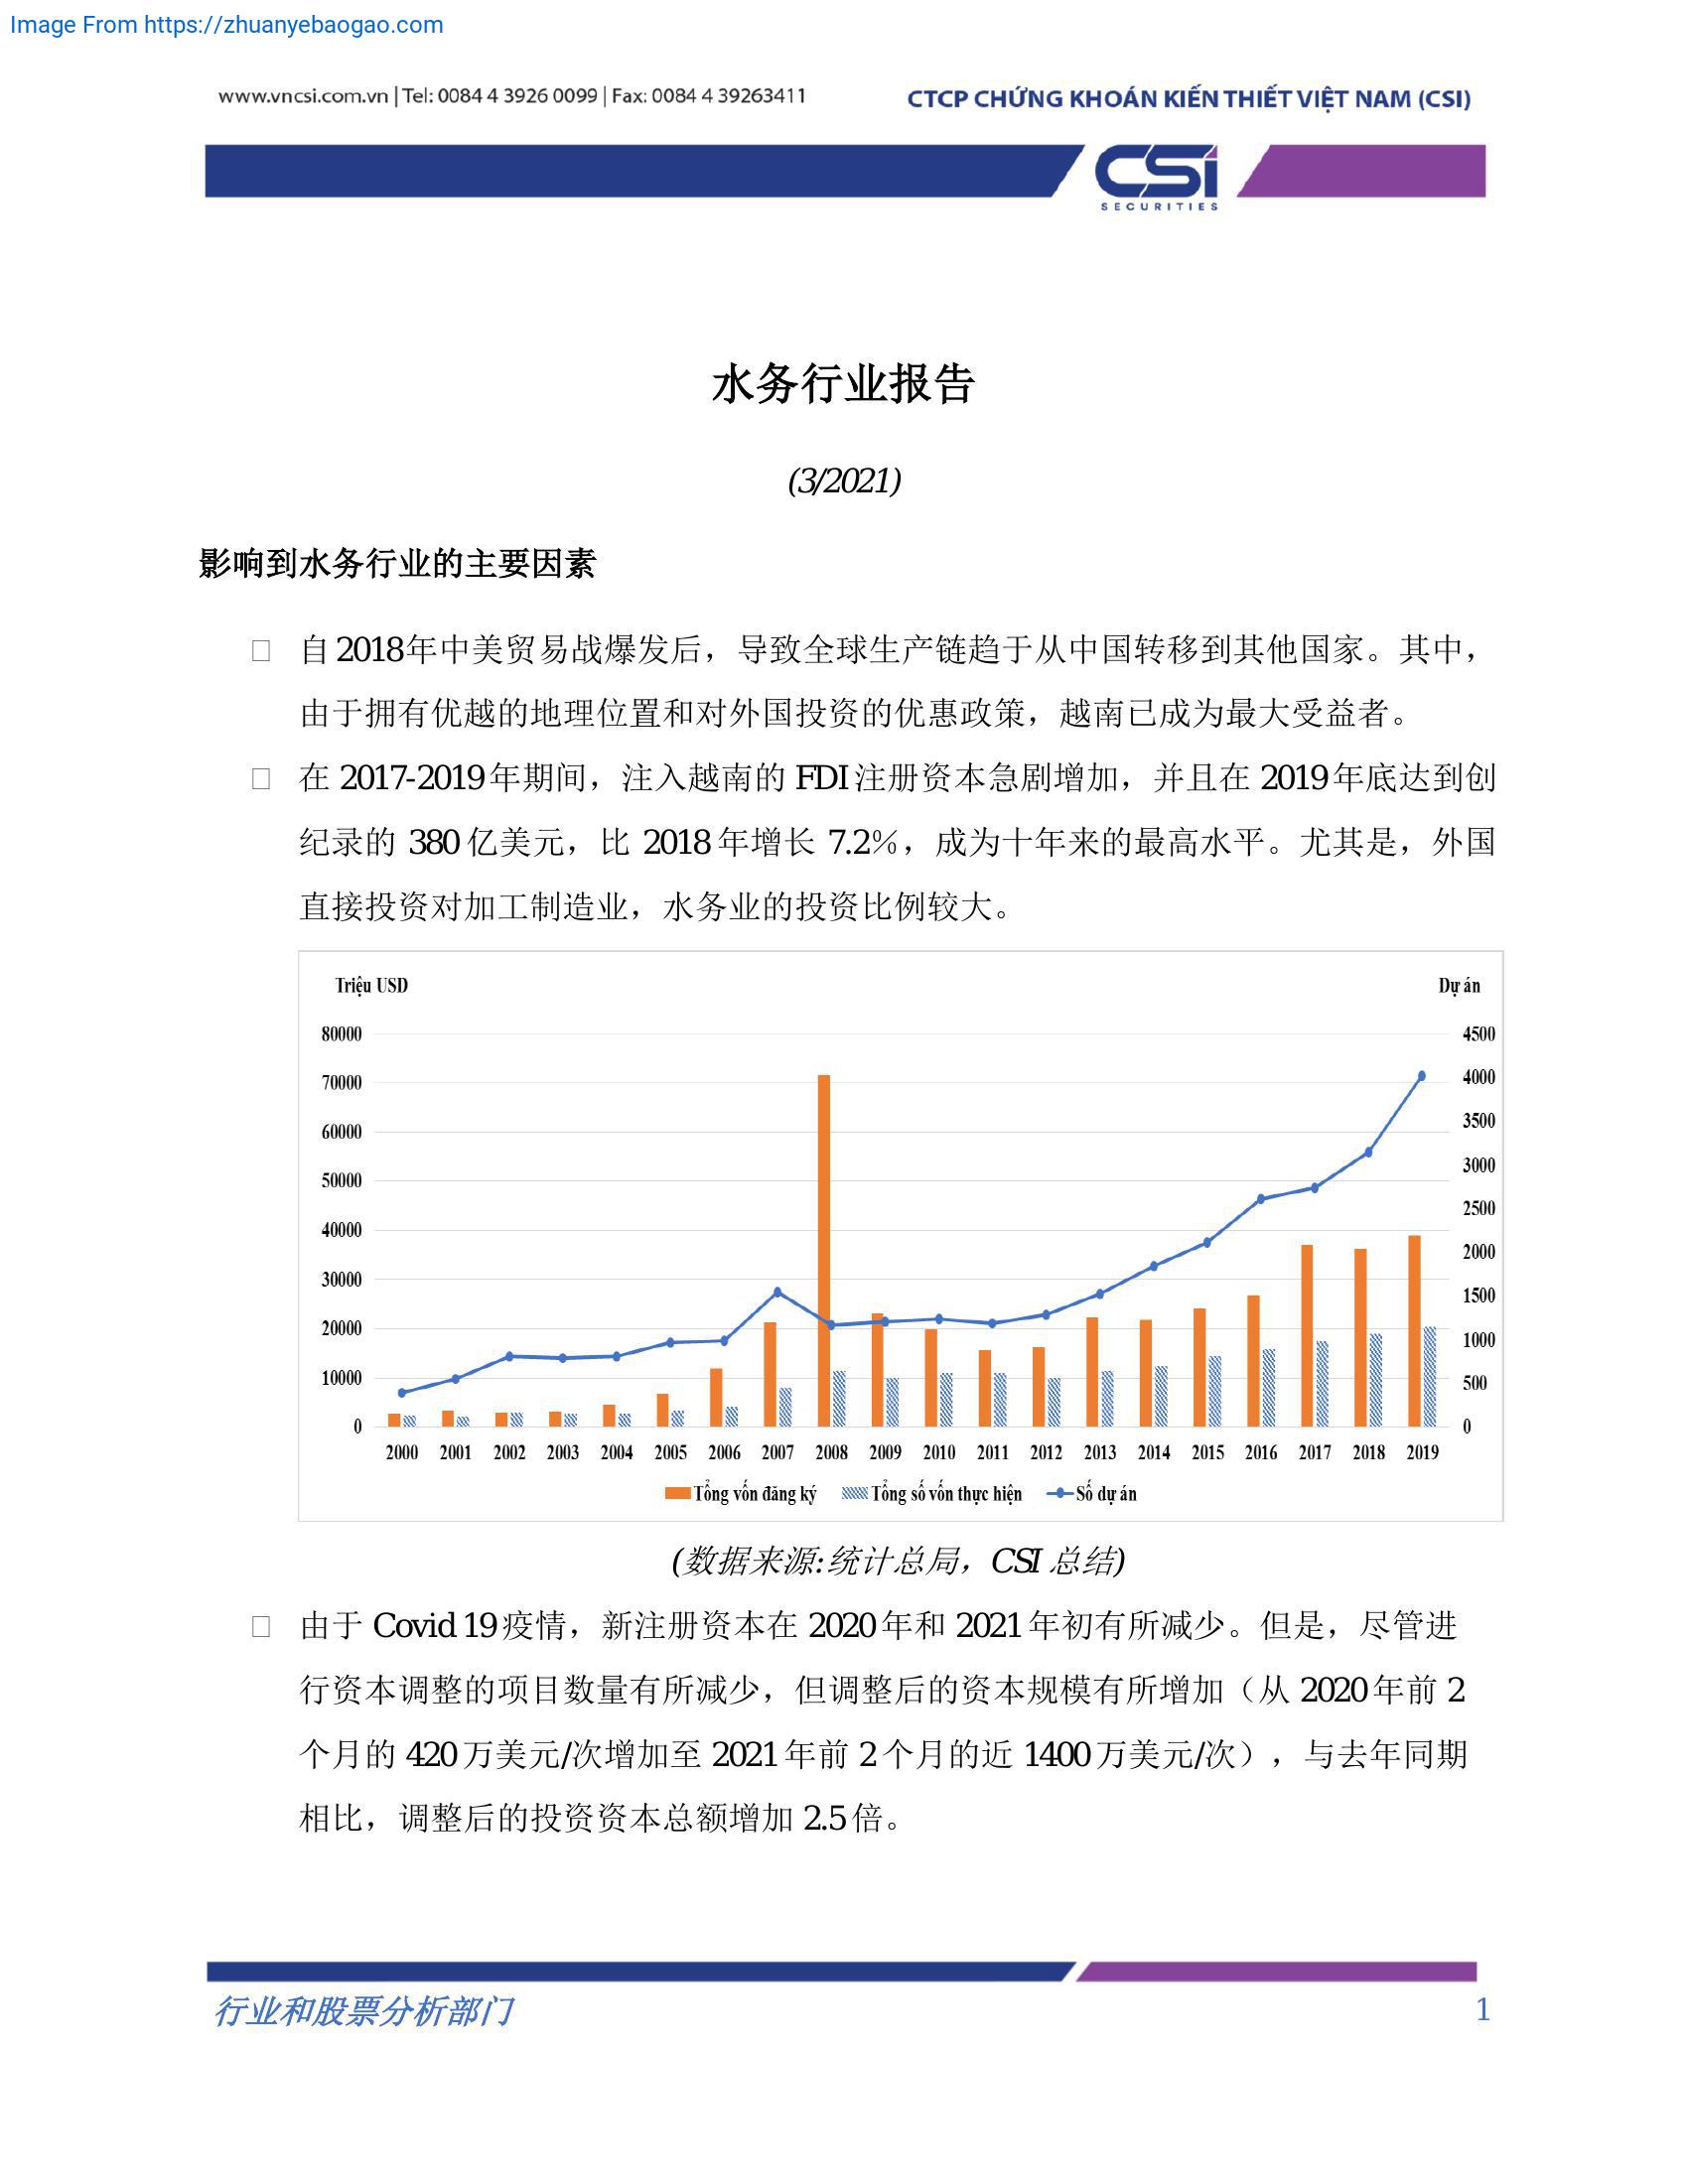 Image From https://zhuanyebaogao.com
www.vncsi.com.vn | Tel: 0084 4 3926 0099 | Fax: 0084 4 39263411
CTCP CHỨNG KHOÁN KIẾN THIẾT VIỆT NAM (CSI)
CSI
SECURITIES
水务行业报告
(3/2021)
影响到水务行业的主要因素
自 2018年中美贸易战爆发后，导致全球生产链趋于从中国转移到其他国家。其中，
由于拥有优越的地理位置和对外国投资的优惠政策，越南已成为最大受益者。
在 2017-2019年期间，注入越南的 FDI注册资本急剧增加，并且在 2019年底达到创
纪录的 380亿美元，比 2018年增长 7.2%，成为十年来的最高水平。尤其是，外国
直接投资对加工制造业，水务业的投资比例较大。
Triệu USD
Dự án
80000
70000
60000
50000
40000
30000
20000
10000
0
4500
4000
3500
3000
2500
2000
1500
1000
500
0
2000 2001 2002 2003 2004 2005 2006 2007 2008 2009 2010 2011 2012 2013 2014 2015 2016 2017 2018 2019
Tổng vốn đăng ký Tổng số vốn thực hiện Số dự án
(数据来源:统计总局，CSI 总结)
由于 Covid 19疫情，新注册资本在 2020年和 2021年初有所减少。但是，尽管进
行资本调整的项目数量有所减少，但调整后的资本规模有所增加（从 2020年前 2
个月的 420万美元/次增加至 2021年前 2个月的近 1400万美元/次），与去年同期
相比，调整后的投资资本总额增加 2.5倍。
行业和股票分析部门
1